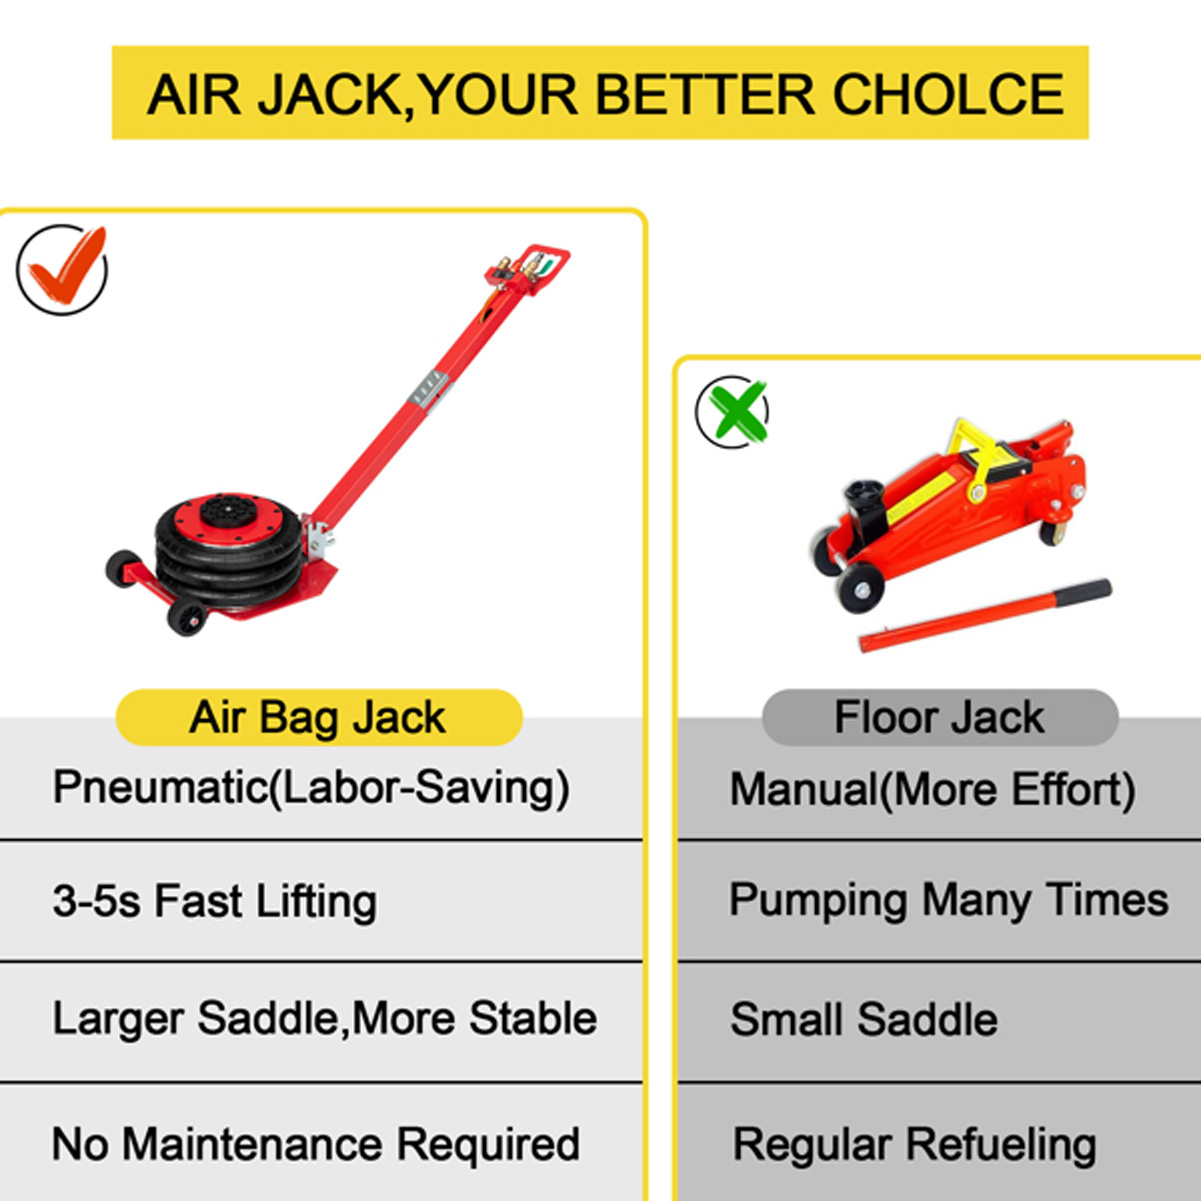 AIR JACK,YOUR BETTER CHOLCE
Air Bag Jack
Pneumatic(Labor-Saving)
3-5s Fast Lifting
Larger Saddle,More Stable
No Maintenance Required
Floor Jack
Manual(More Effort)
Pumping Many Times
Small Saddle
Regular Refueling